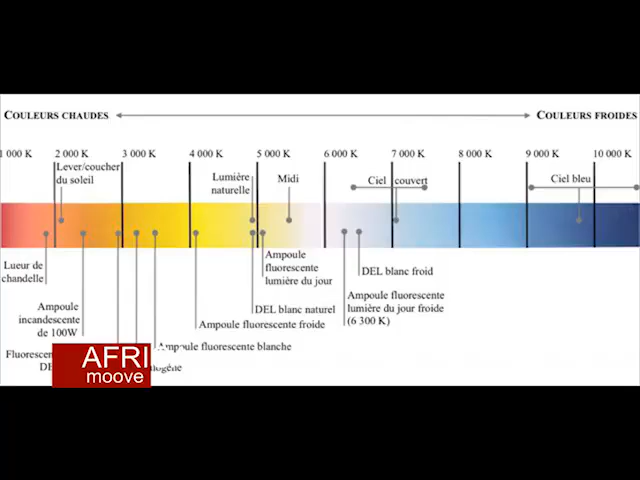 COULEURS CHAUDES
COULEURS FROIDES
1 000 K 2 000 K 3 000 K 4 000 K 5 000 K 6 000 K 7 000 K 8 000 K 9 000 K 10 000 K
Lever/coucher
du soleil
Lumière
naturelle
Midi
Ciel couvert
Ciel bleu
Lueur de
chandelle
Ampoule
fluorescente
lumière du jour
DEL blanc froid
Ampoule
incandescente
de 100W
DEL blanc naturel
Ampoule fluorescente
lumière du jour froide
(6 300 K)
Ampoule fluorescente froide
Ampoule fluorescente blanche
AFRI
moove